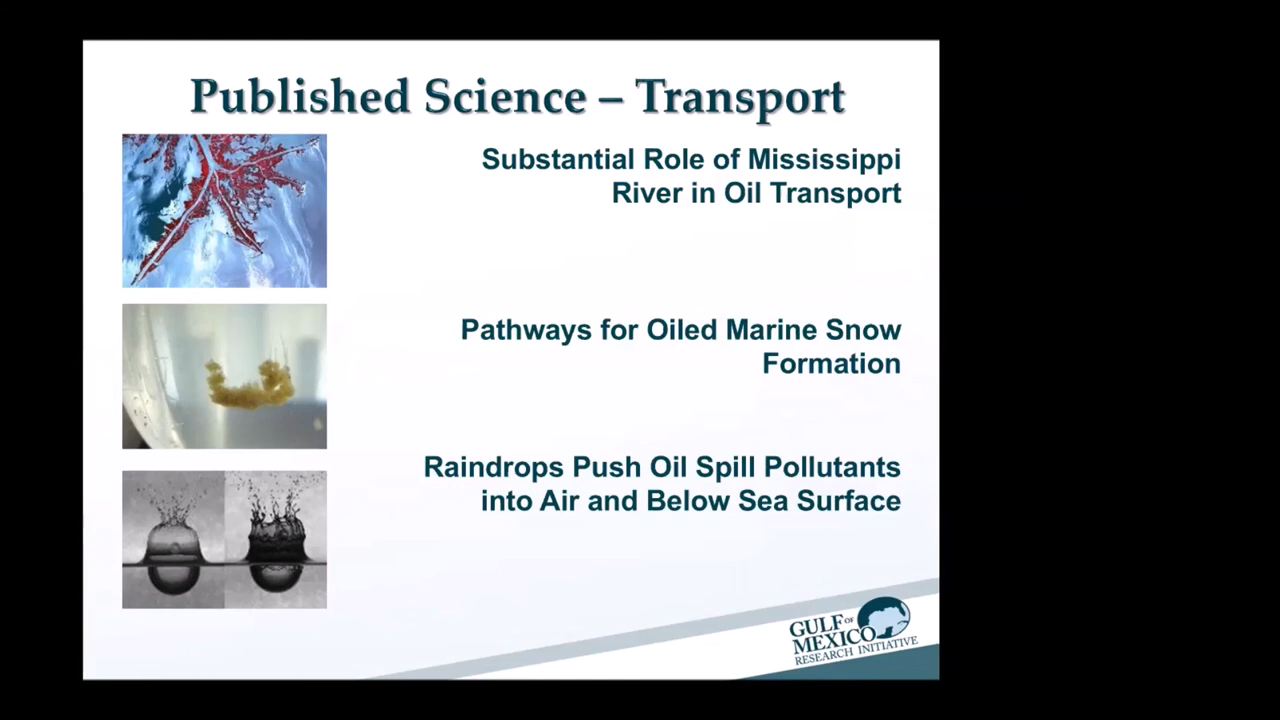 Published Science – Transport
Substantial Role of Mississippi
River in Oil Transport
Pathways for Oiled Marine Snow
Formation
Raindrops Push Oil Spill Pollutants
into Air and Below Sea Surface
GULF OF
MEXICO
RESEARCH INITIATIVE